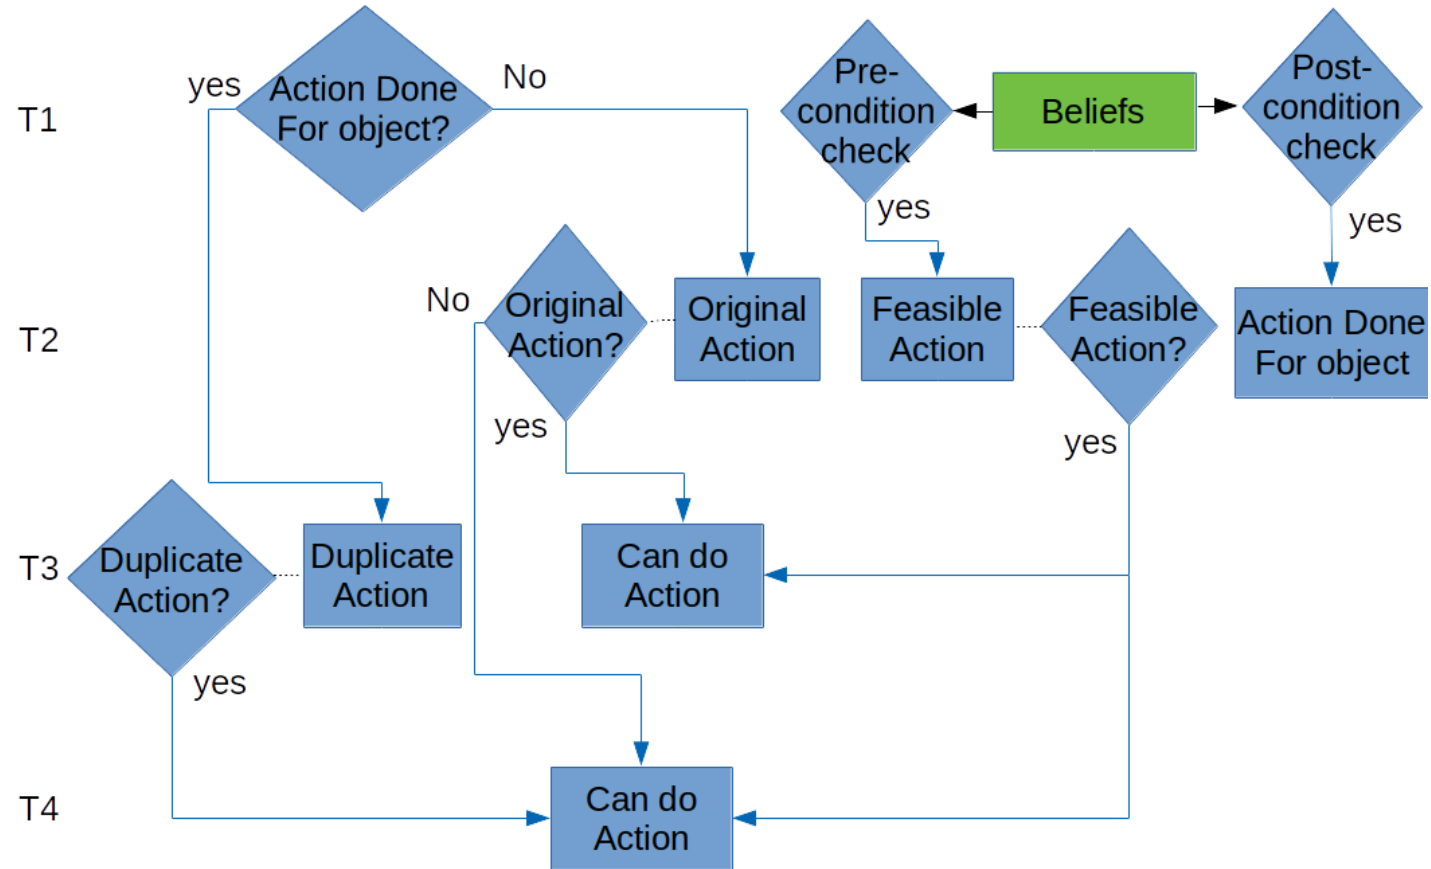 T1
yes
Action Done
For object?
No
Pre-
condition
check
yes
Beliefs
Post-
condition
check
yes
T2
No
Original
Action?
yes
Original
Action
Feasible
Action
Feasible
Action?
yes
Action Done
For object
T3
Duplicate
Action?
yes
Duplicate
Action
Can do
Action
T4
Can do
Action